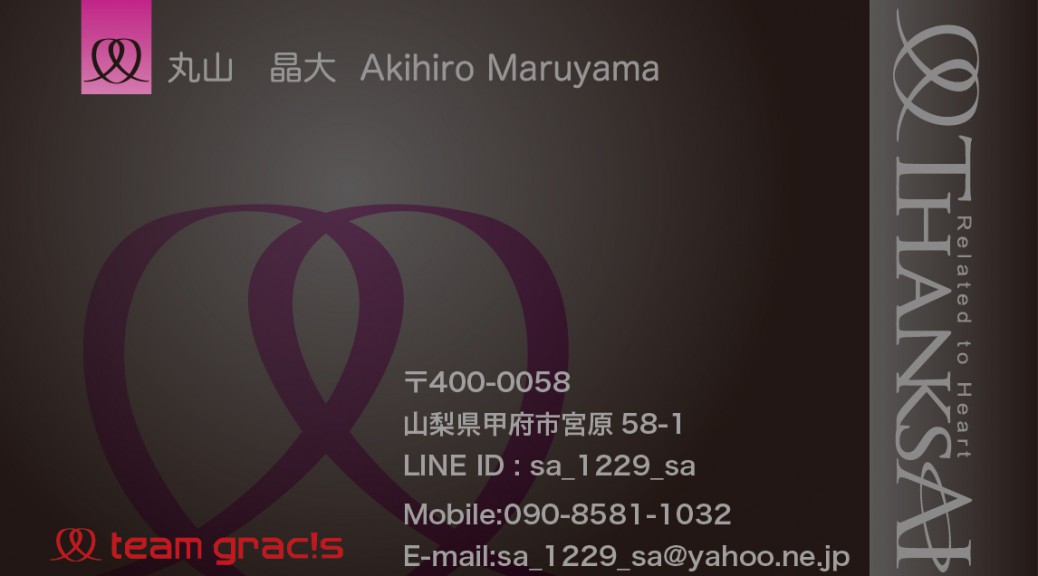 丸山　晶大 Akihiro Maruyama
〒400-0058
山梨県甲府市宮原 58-1
LINE ID : sa_1229_sa
Mobile:090-8581-1032
E-mail:sa_1229_sa@yahoo.ne.jp
team grac!s
THANKSAI
Related to Heart